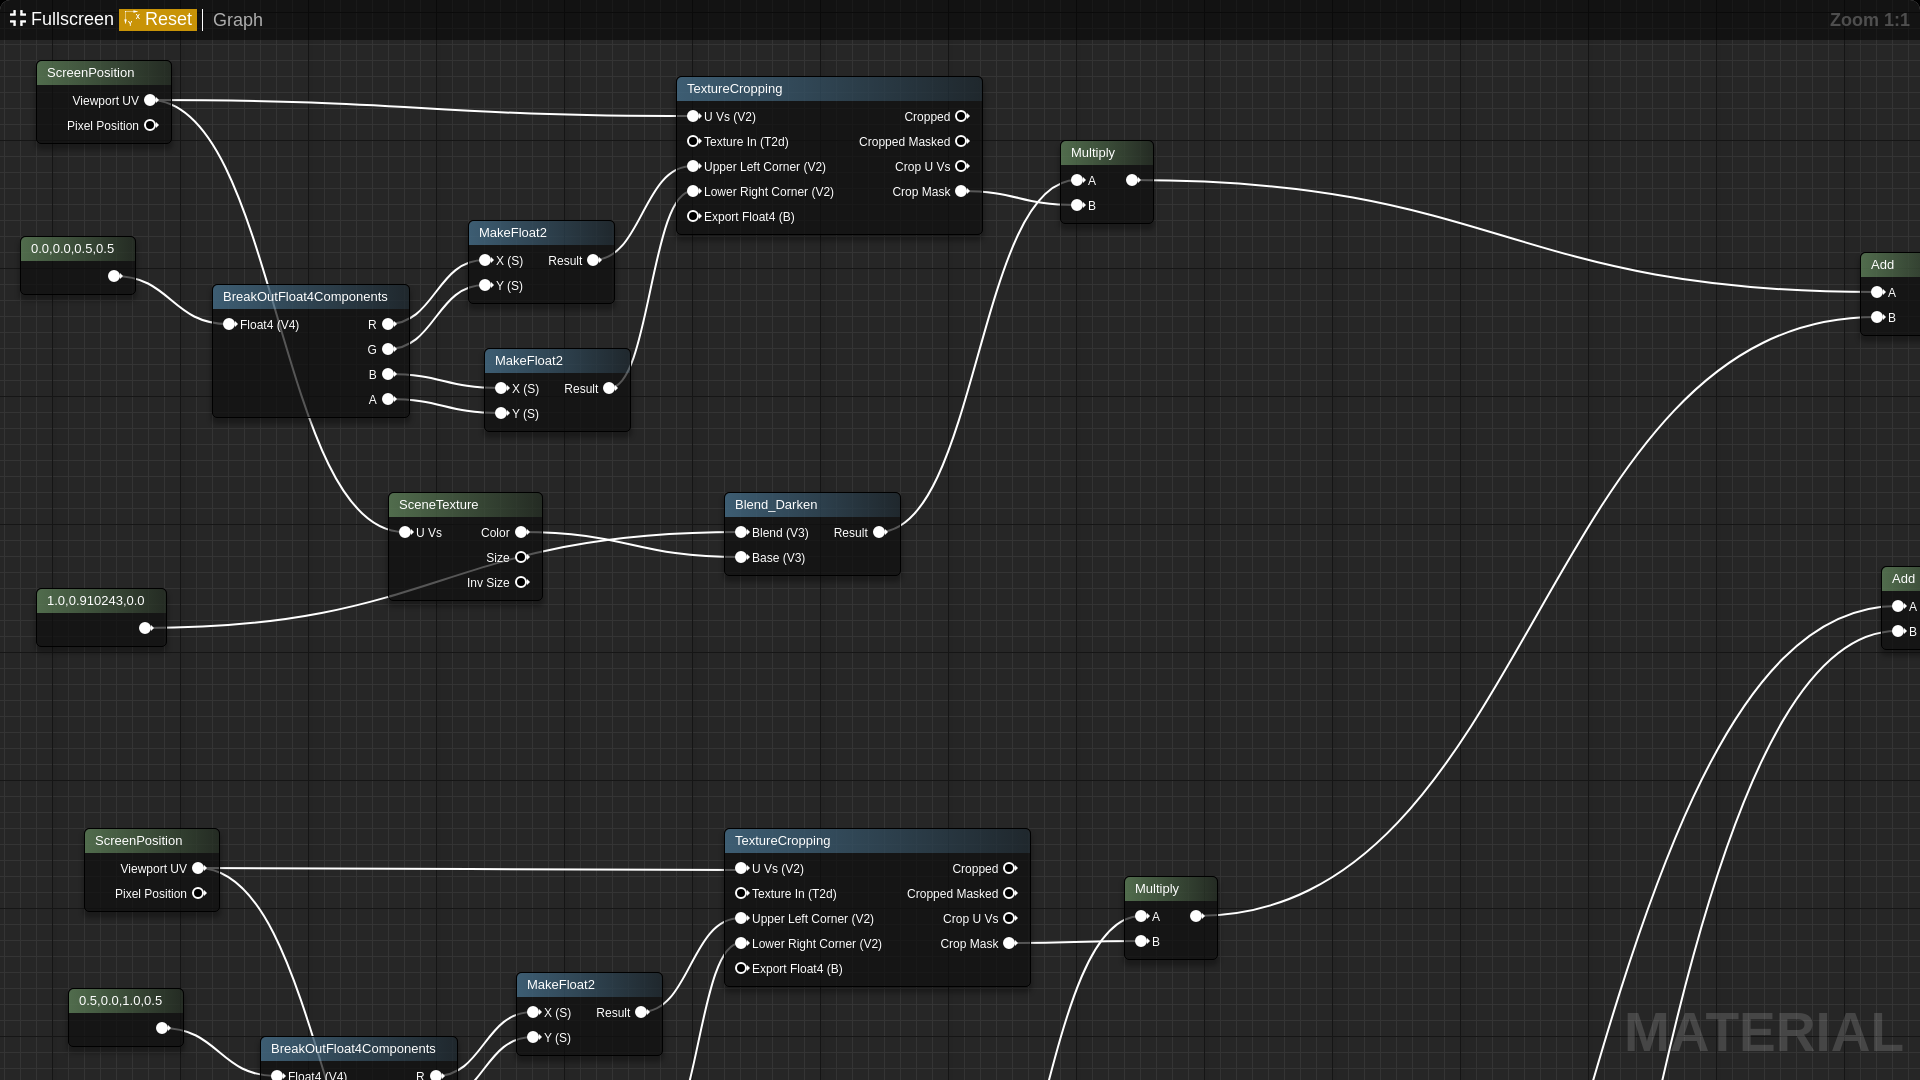 Fullscreen Reset Graph Zoom 1:1
ScreenPosition
Viewport UV
Pixel Position
TextureCropping
U Vs (V2) Cropped
Texture In (T2d) Cropped Masked
Upper Left Corner (V2) Crop U Vs
Lower Right Corner (V2) Crop Mask
Export Float4 (B)
Multiply
A
B
MakeFloat2
X (S) Result
Y (S)
0.0,0.0,0.5,0.5
Add
A
B
BreakOutFloat4Components
Float4 (V4) R
G
B
A
MakeFloat2
X (S) Result
Y (S)
SceneTexture
U Vs Color
Size
Inv Size
Blend_Darken
Blend (V3) Result
Base (V3)
Add
A
B
1.0,0.910243,0.0
ScreenPosition
Viewport UV
Pixel Position
TextureCropping
U Vs (V2) Cropped
Texture In (T2d) Cropped Masked
Upper Left Corner (V2) Crop U Vs
Lower Right Corner (V2) Crop Mask
Export Float4 (B)
Multiply
A
B
MakeFloat2
X (S) Result
Y (S)
0.5,0.0,1.0,0.5
BreakOutFloat4Components
Float4 (V4) R
MATERIAL